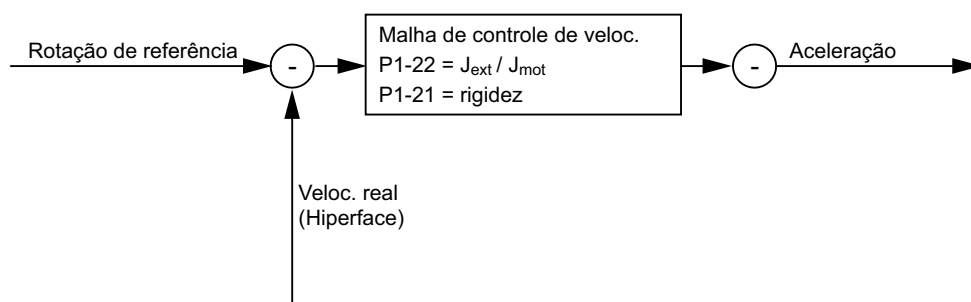 Rotação de referência
-
Malha de controle de veloc.
P1-22 = Jext / Jmot
P1-21 = rigidez
-
Aceleração
Veloc. real
(Hiperface)